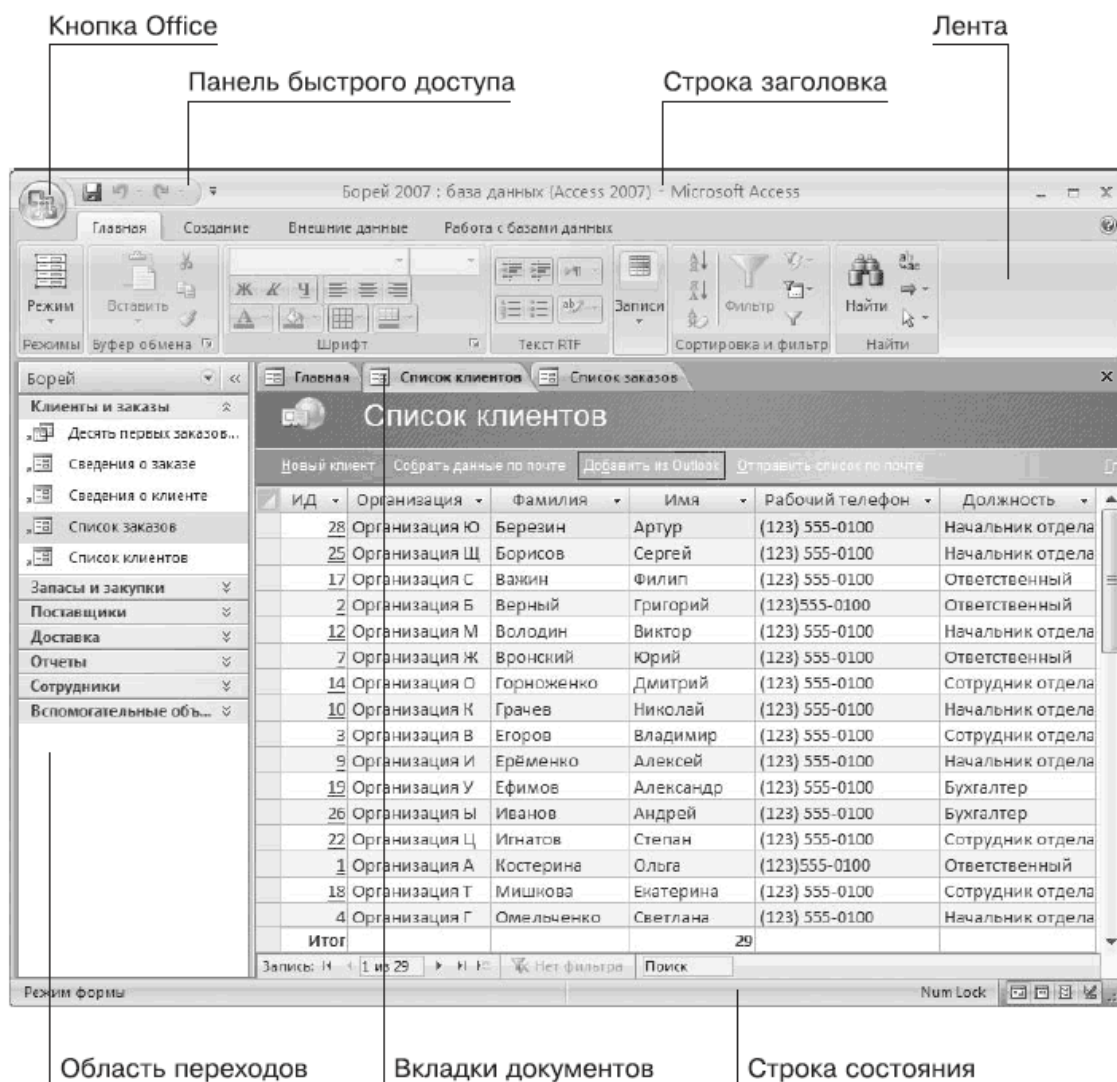 Кнопка Office
Лента
Панель быстрого доступа
Строка заголовка
Борей 2007 : база данных (Access 2007) - Microsoft Access
Главная Создание Внешние данные Работа с базами данных
Режим Вставить Ж К Ч Записи Фильтр Найти
Режимы Буфер обмена Шрифт Текст RTF Сортировка и фильтр Найти
Борей
Главная Список клиентов Список заказов
Клиенты и заказы
Десять первых заказов...
Сведения о заказе
Сведения о клиенте
Список заказов
Список клиентов
Запасы и закупки
Поставщики
Доставка
Отчеты
Сотрудники
Вспомогательные объ...
Список клиентов
Новый клиент Собрать данные по почте Добавить из Outlook Отправить список по почте
ИД Организация Фамилия Имя Рабочий телефон Должность
28 Организация Ю Березин Артур (123) 555-0100 Начальник отдела
25 Организация Щ Борисов Сергей (123) 555-0100 Начальник отдела
17 Организация С Важин Филип (123) 555-0100 Ответственный
2 Организация Б Верный Григорий (123)555-0100 Ответственный
12 Организация М Володин Виктор (123) 555-0100 Начальник отдела
7 Организация Ж Вронский Юрий (123) 555-0100 Ответственный
14 Организация О Горноженко Дмитрий (123) 555-0100 Сотрудник отдела
10 Организация К Грачев Николай (123) 555-0100 Начальник отдела
3 Организация В Егоров Владимир (123) 555-0100 Сотрудник отдела
9 Организация И Ерёменко Алексей (123) 555-0100 Начальник отдела
19 Организация У Ефимов Александр (123) 555-0100 Бухгалтер
26 Организация Ы Иванов Андрей (123) 555-0100 Бухгалтер
22 Организация Ц Игнатов Степан (123) 555-0100 Сотрудник отдела
1 Организация А Костерина Ольга (123)555-0100 Ответственный
18 Организация Т Мишкова Екатерина (123) 555-0100 Сотрудник отдела
4 Организация Г Омельченко Светлана (123) 555-0100 Начальник отдела
Итог 29
Запись: 1 из 29 Нет фильтра Поиск
Режим формы Num Lock
Область переходов
Вкладки документов
Строка состояния